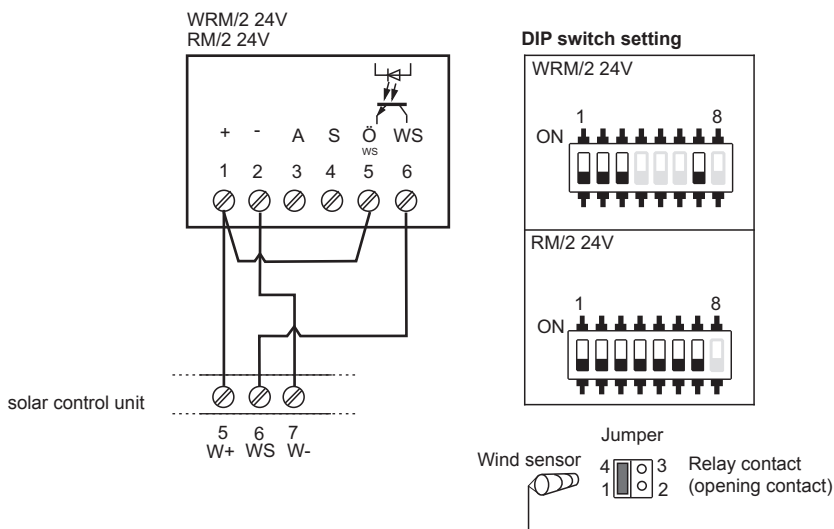 WRM/2 24V
RM/2 24V
+ - A S Ö WS
WS
1 2 3 4 5 6
solar control unit
5 6 7
W+ WS W-
DIP switch setting
WRM/2 24V
1 8
ON
RM/2 24V
1 8
ON
Jumper
Wind sensor
4 3
1 2
Relay contact
(opening contact)